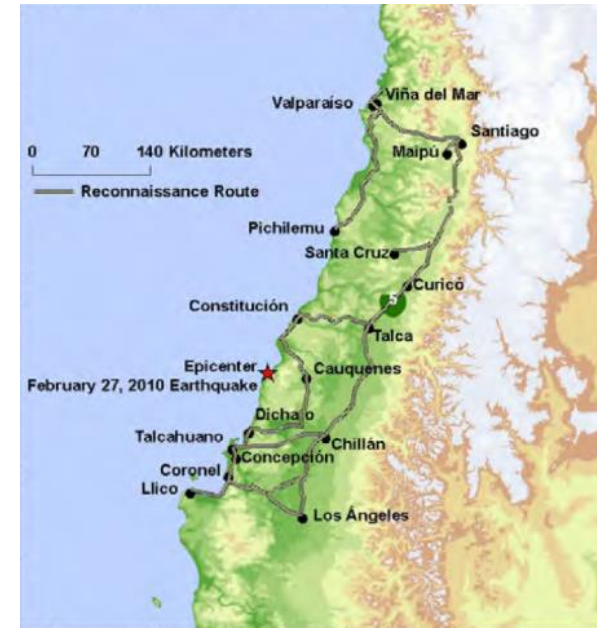 Viña del Mar
Valparaíso
Santiago
0 70 140 Kilometers
Maipú
Reconnaissance Route
Pichilemu
Santa Cruz
Curicó
5
Constitución
Talca
Epicenter
February 27, 2010 Earthquake
Cauquenes
Dichato
Talcahuano
Chillán
Concepción
Coronel
Llico
Los Ángeles